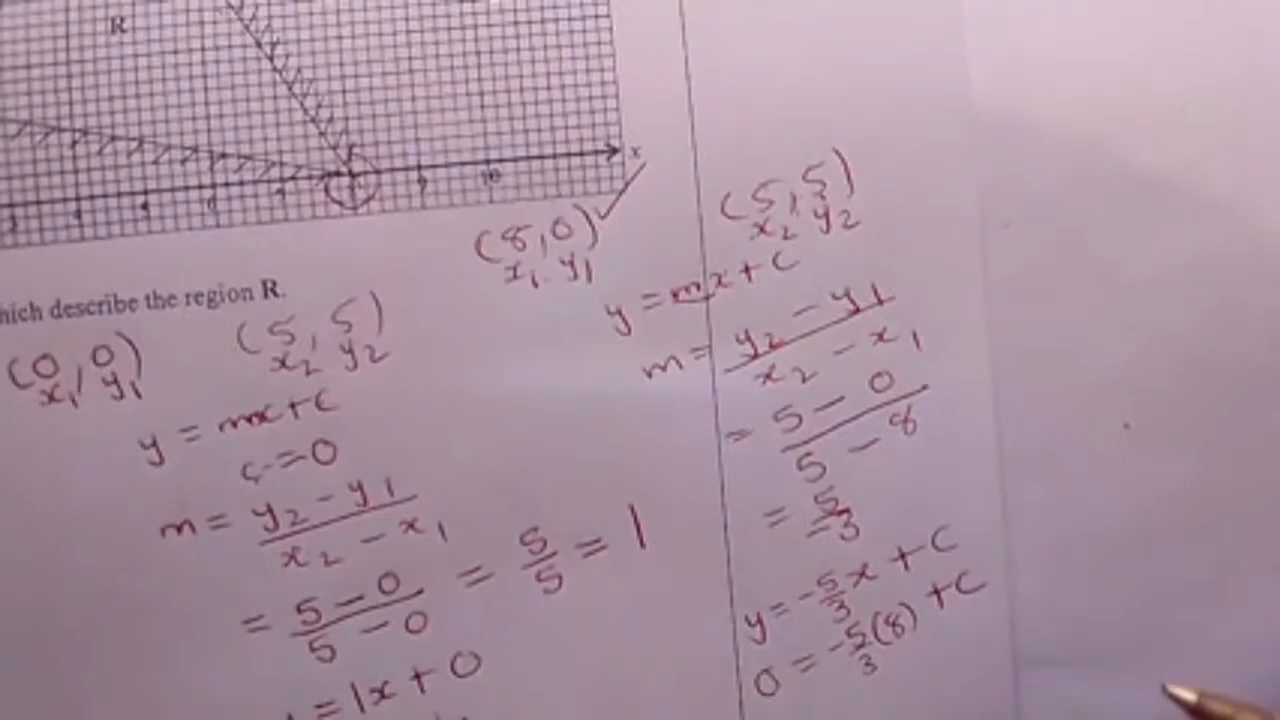 R
x
9 10
hich describe the region R.
(0, 0)
x₁ y₁
(5, 5)
x₂ y₂
y = mx + c
c = 0
m = y₂ - y₁ / x₂ - x₁
= 5 - 0 / 5 - 0 = 5/5 = 1
= 1x + 0
(8, 0) ✓
x₁ y₁
(5, 5)
x₂ y₂
y = mx + c
m = y₂ - y₁ / x₂ - x₁
= 5 - 0 / 5 - 8
= 5/-3
y = -5/3 x + c
0 = -5/3 (8) + c